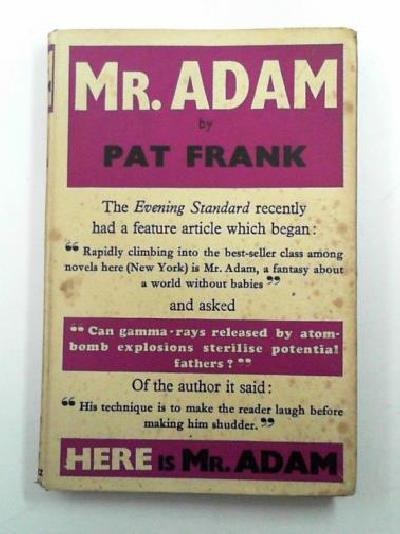 MR. ADAM
by
PAT FRANK
The Evening Standard recently
had a feature article which began:
"Rapidly climbing into the best-seller class among
novels here (New York) is Mr. Adam, a fantasy about
a world without babies"
and asked
"Can gamma-rays released by atom-
bomb explosions sterilise potential
fathers?"
Of the author it said:
"His technique is to make the reader laugh before
making him shudder."
HERE IS MR. ADAM